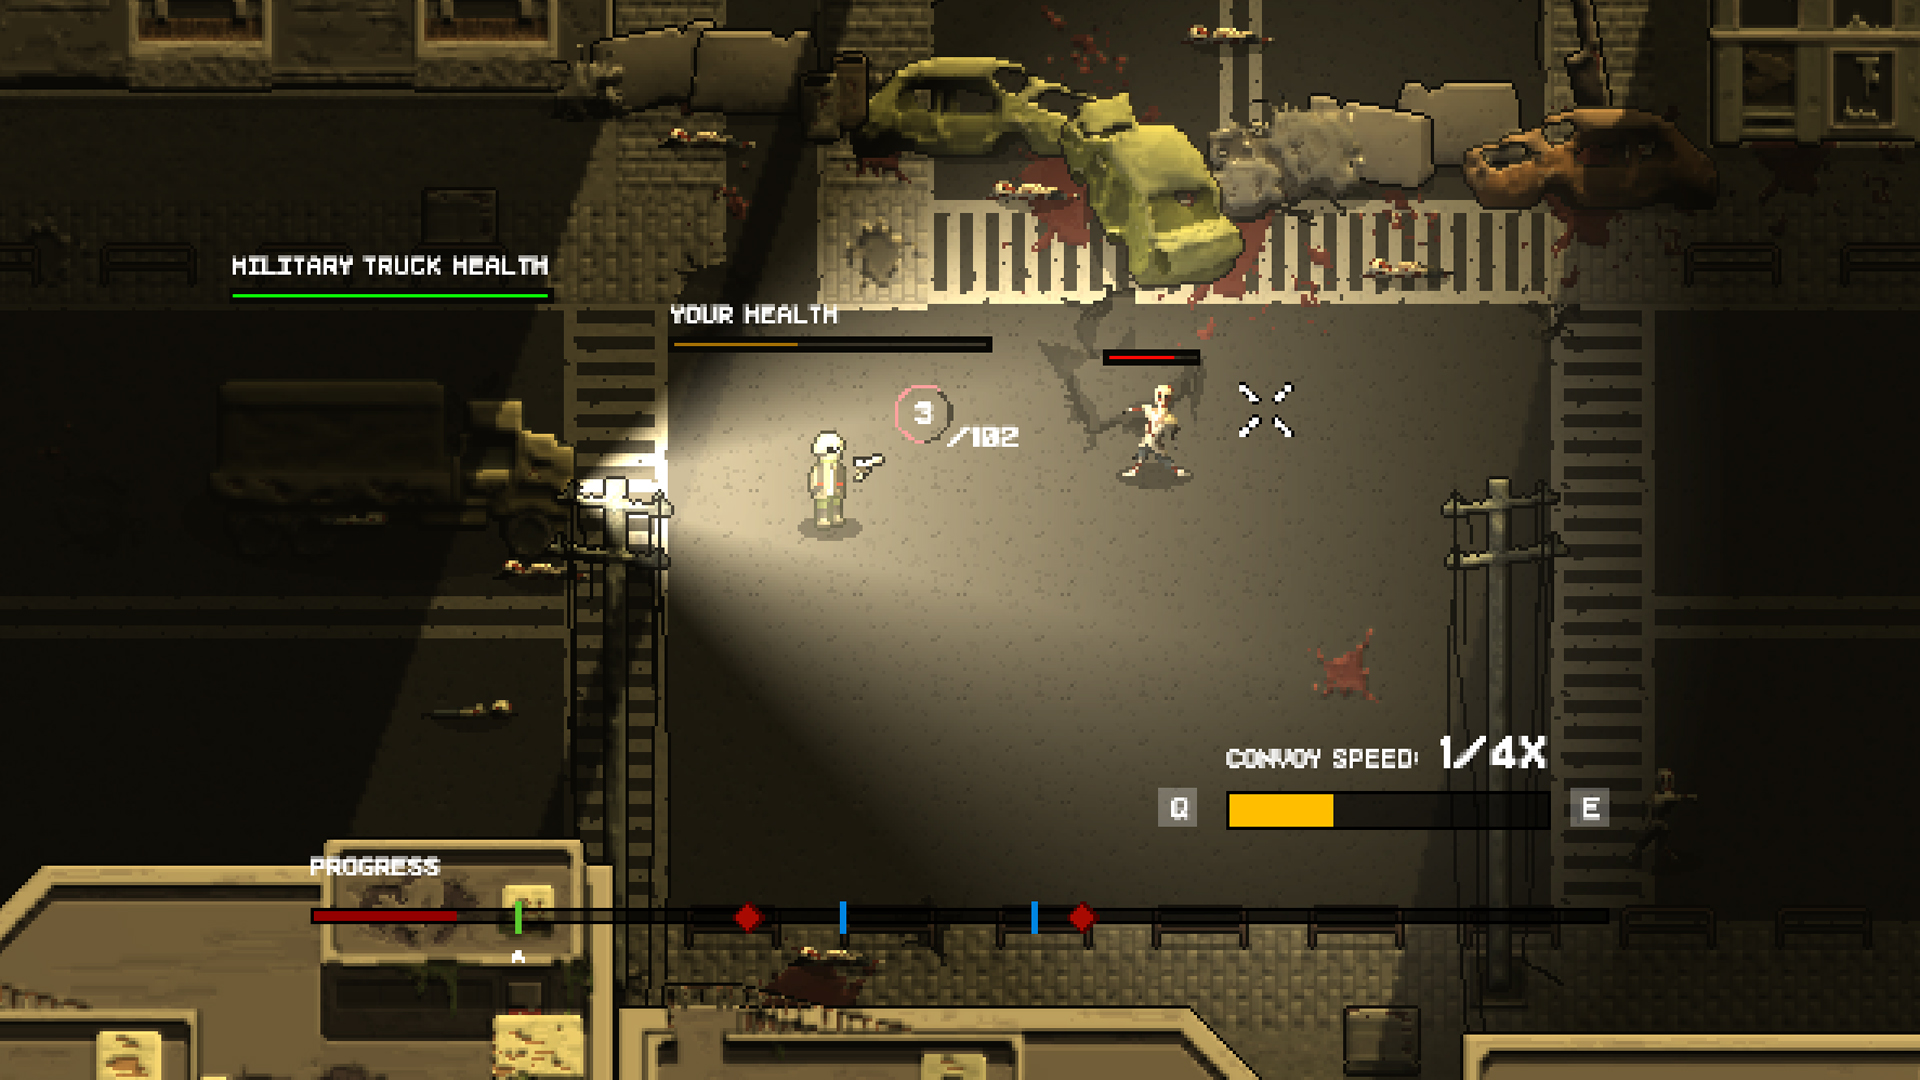 MILITARY TRUCK HEALTH
YOUR HEALTH
3
/102
CONVOY SPEED: 1/4X
Q
E
PROGRESS
A